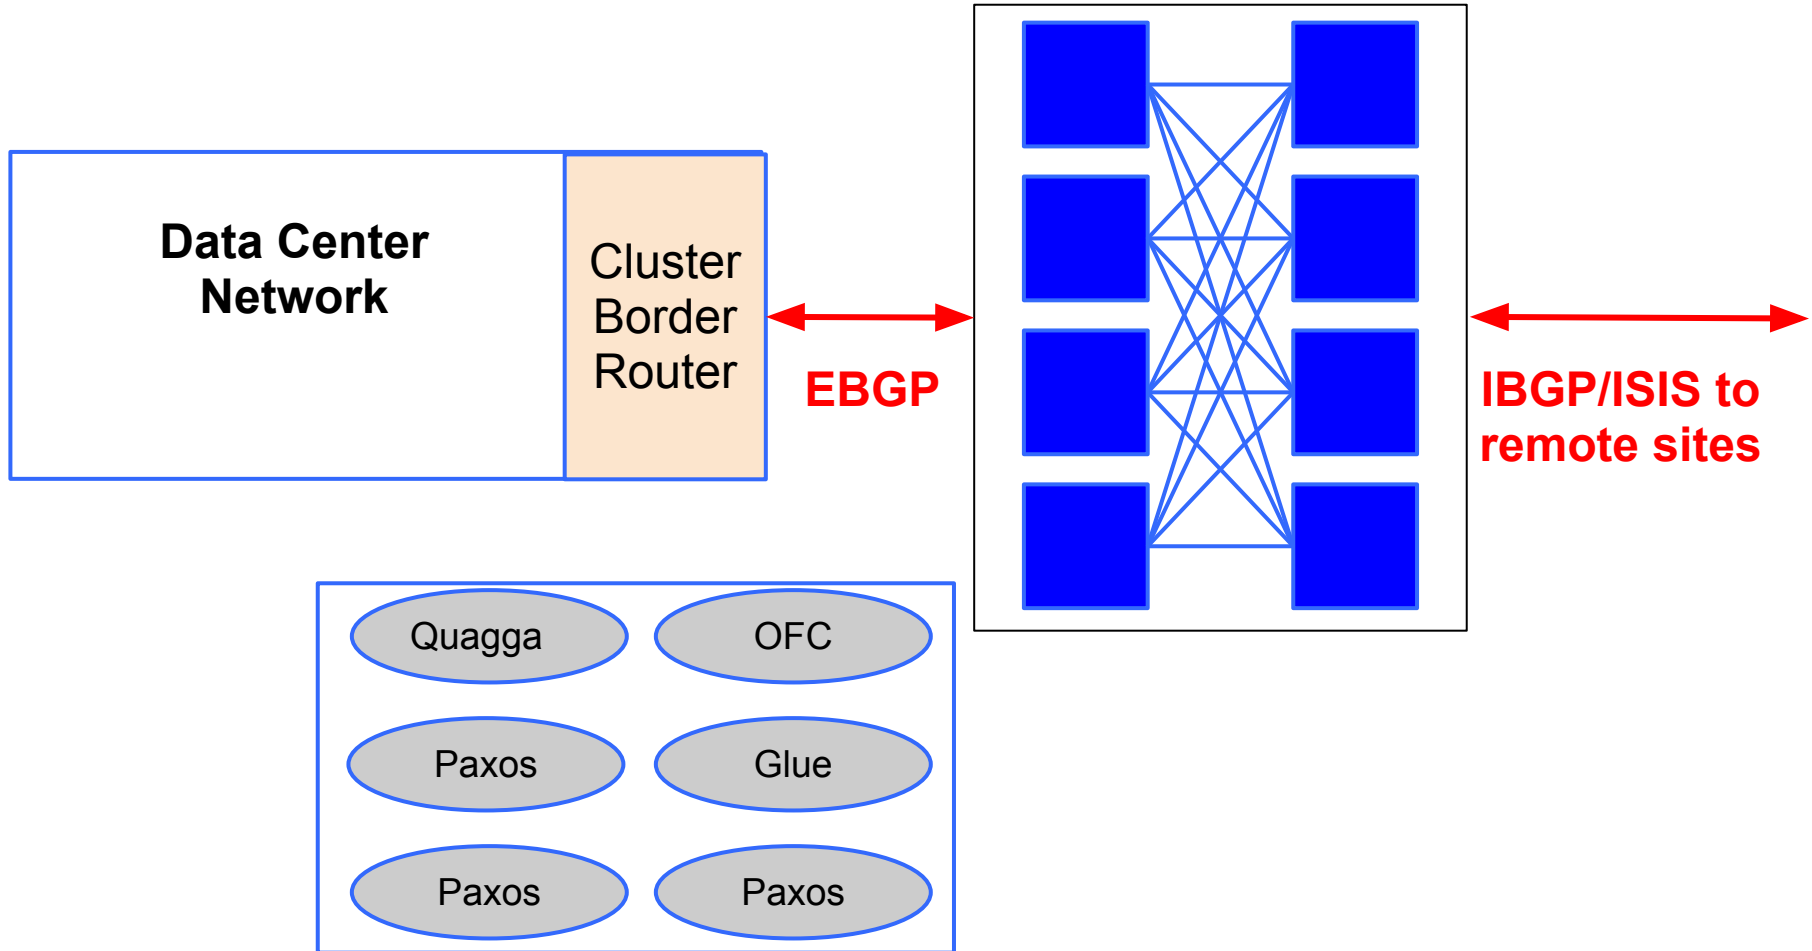 Data Center
Network
Cluster
Border
Router
EBGP
IBGP/ISIS to
remote sites
Quagga
OFC
Paxos
Glue
Paxos
Paxos